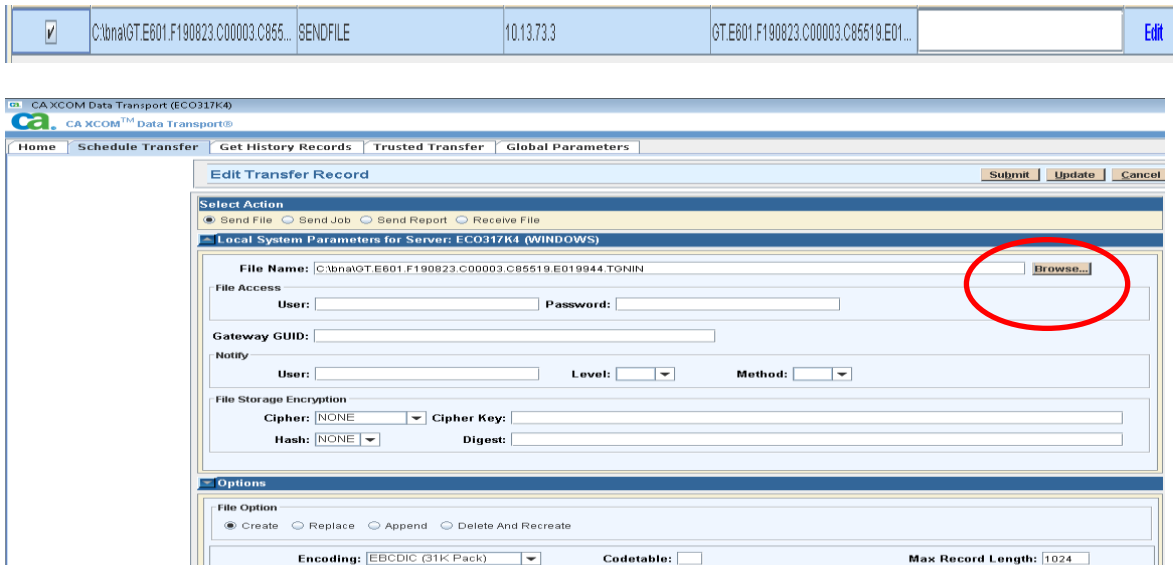 C:\bna\GT.E601.F190823.C00003.C855... SENDFILE 10.13.73.3 GT.E601.F190823.C00003.C85519.E01... Edit
CA XCOM Data Transport (ECO317K4)
ca. CA XCOM™ Data Transport®
Home Schedule Transfer Get History Records Trusted Transfer Global Parameters
Edit Transfer Record Submit Update Cancel
Select Action
Send File Send Job Send Report Receive File
Local System Parameters for Server: ECO317K4 (WINDOWS)
File Name: C:\bna\GT.E601.F190823.C00003.C85519.E019944.TGNIN Browse...
File Access
User: Password:
Gateway GUID:
Notify
User: Level: Method:
File Storage Encryption
Cipher: NONE Cipher Key:
Hash: NONE Digest:
Options
File Option
Create Replace Append Delete And Recreate
Encoding: EBCDIC (31K Pack) Codetable: Max Record Length: 1024